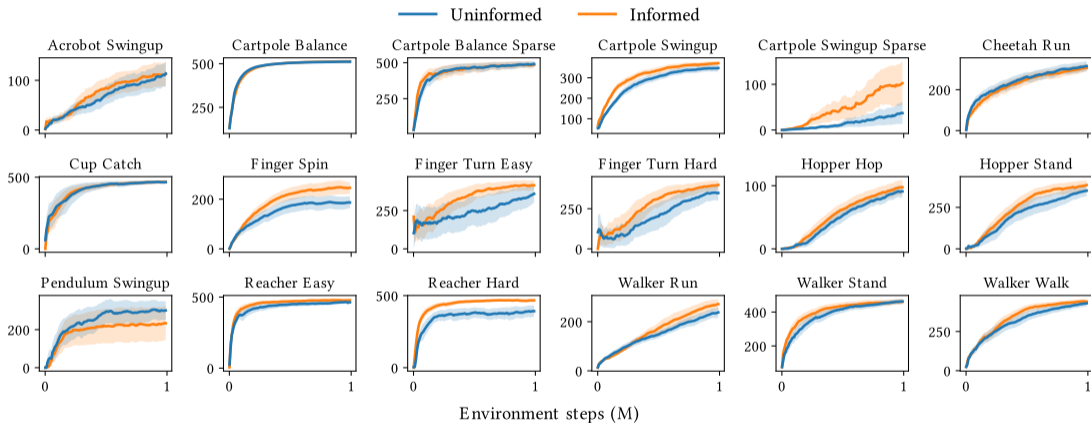 Uninformed Informed
Acrobot Swingup Cartpole Balance Cartpole Balance Sparse Cartpole Swingup Cartpole Swingup Sparse Cheetah Run
100 0 500 250 500 250 300 200 100 100 50 0 200 0
Cup Catch Finger Spin Finger Turn Easy Finger Turn Hard Hopper Hop Hopper Stand
500 0 200 0 250 0 250 0 100 0 250 0
Pendulum Swingup Reacher Easy Reacher Hard Walker Run Walker Stand Walker Walk
200 0 500 0 500 0 200 0 400 200 250 0
0 1 0 1 0 1 0 1 0 1 0 1
Environment steps (M)